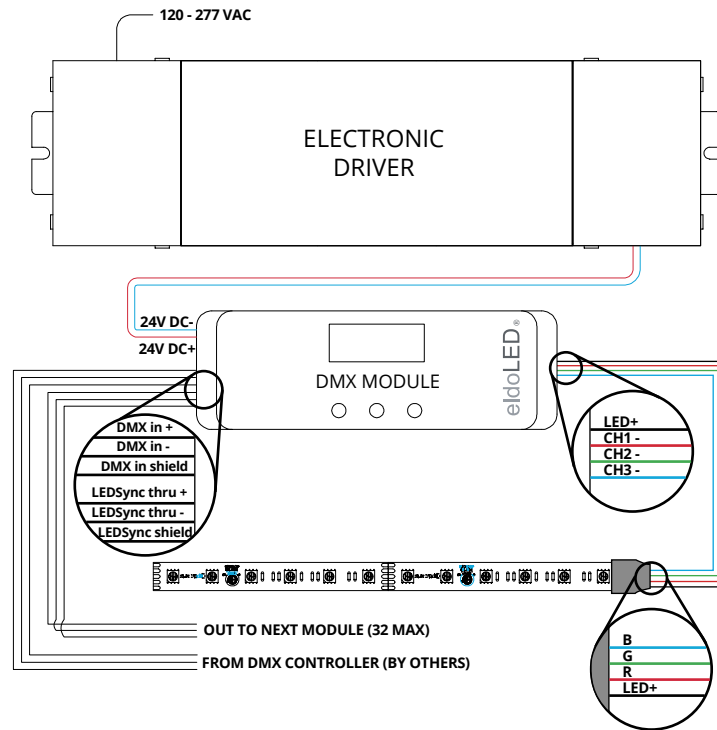 120 - 277 VAC
ELECTRONIC
DRIVER
24V DC-
24V DC+
DMX MODULE
eldoLED®
DMX in +
DMX in -
DMX in shield
LEDSync thru +
LEDSync thru -
LEDSync shield
LED+
CH1 -
CH2 -
CH3 -
OUT TO NEXT MODULE (32 MAX)
FROM DMX CONTROLLER (BY OTHERS)
B
G
R
LED+